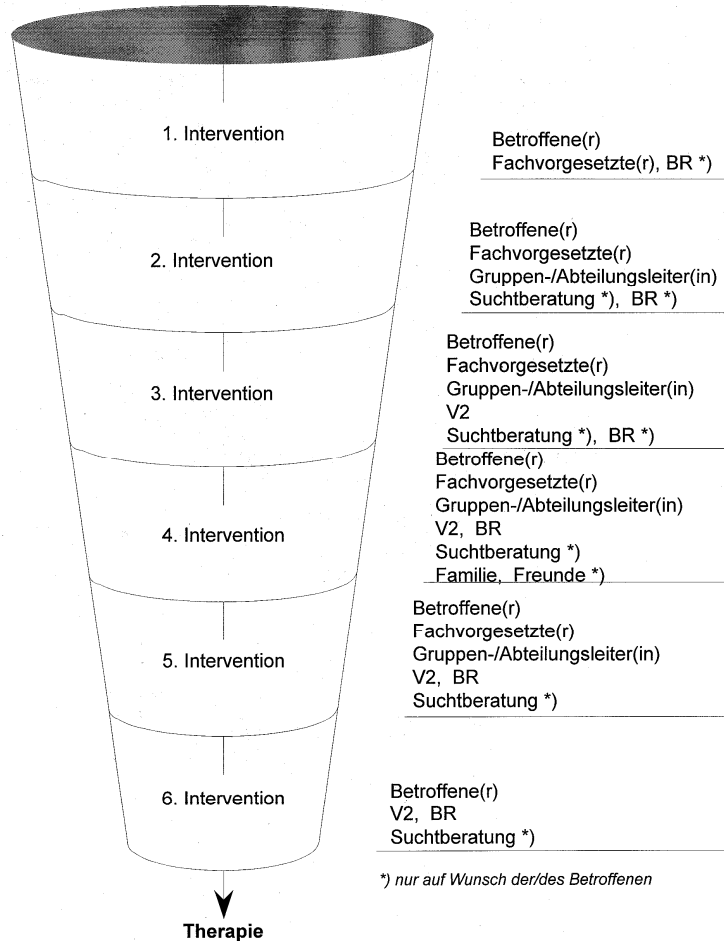 1. Intervention
Betroffene(r)
Fachvorgesetzte(r), BR *)
2. Intervention
Betroffene(r)
Fachvorgesetzte(r)
Gruppen-/Abteilungsleiter(in)
Suchtberatung *), BR *)
3. Intervention
Betroffene(r)
Fachvorgesetzte(r)
Gruppen-/Abteilungsleiter(in)
V2
Suchtberatung *), BR *)
4. Intervention
Betroffene(r)
Fachvorgesetzte(r)
Gruppen-/Abteilungsleiter(in)
V2, BR
Suchtberatung *)
Familie, Freunde *)
5. Intervention
Betroffene(r)
Fachvorgesetzte(r)
Gruppen-/Abteilungsleiter(in)
V2, BR
Suchtberatung *)
6. Intervention
Betroffene(r)
V2, BR
Suchtberatung *)
*) nur auf Wunsch der/des Betroffenen
Therapie